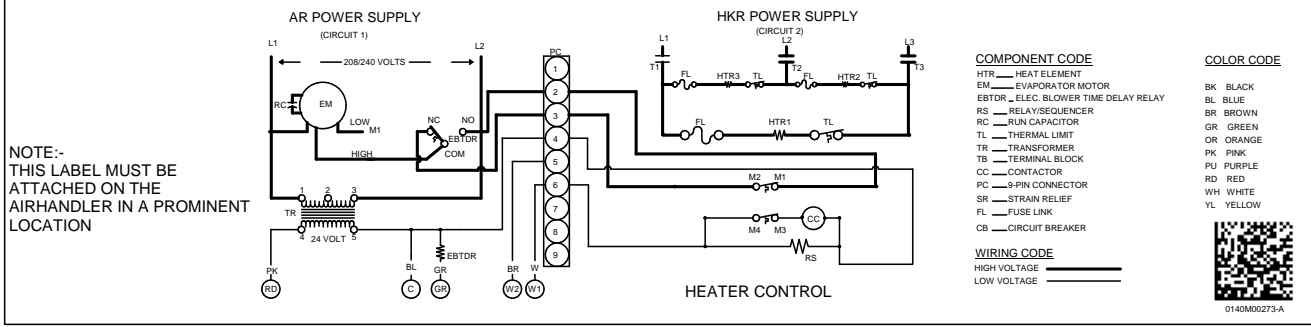 NOTE:-
THIS LABEL MUST BE
ATTACHED ON THE
AIRHANDLER IN A PROMINENT
LOCATION
AR POWER SUPPLY
(CIRCUIT 1)
L1
L2
208/240 VOLTS
RC
EM
LOW
M1
HIGH
NC
NO
EBTDR
COM
1 2 3
TR
4 24 VOLT 5
EBTDR
PK
BL
GR
BR
W
RD
C
GR
W2
W1
PC
1
2
3
4
5
6
7
8
9
HKR POWER SUPPLY
(CIRCUIT 2)
L1
L2
L3
T1
T2
T3
FL HTR3 TL FL HTR2 TL
FL HTR1 TL
M2 M1
M4 M3
CC
RS
HEATER CONTROL
COMPONENT CODE
HTR HEAT ELEMENT
EM EVAPORATOR MOTOR
EBTDR ELEC. BLOWER TIME DELAY RELAY
RS RELAY/SEQUENCER
RC RUN CAPACITOR
TL THERMAL LIMIT
TR TRANSFORMER
TB TERMINAL BLOCK
CC CONTACTOR
PC 9-PIN CONNECTOR
SR STRAIN RELIEF
FL FUSE LINK
CB CIRCUIT BREAKER
WIRING CODE
HIGH VOLTAGE
LOW VOLTAGE
COLOR CODE
BK BLACK
BL BLUE
BR BROWN
GR GREEN
OR ORANGE
PK PINK
PU PURPLE
RD RED
WH WHITE
YL YELLOW
0140M00273-A